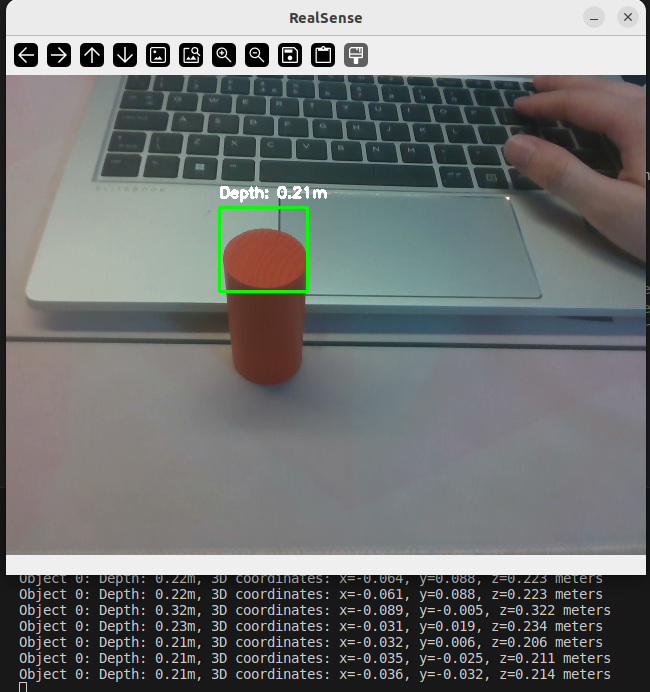 RealSense
ELITEBOOK
Depth: 0.21m
Object 0: Depth: 0.22m, 3D coordinates: x=-0.064, y=0.088, z=0.223 meters
Object 0: Depth: 0.22m, 3D coordinates: x=-0.061, y=0.088, z=0.223 meters
Object 0: Depth: 0.32m, 3D coordinates: x=-0.089, y=-0.005, z=0.322 meters
Object 0: Depth: 0.23m, 3D coordinates: x=-0.031, y=0.019, z=0.234 meters
Object 0: Depth: 0.21m, 3D coordinates: x=-0.032, y=0.006, z=0.206 meters
Object 0: Depth: 0.21m, 3D coordinates: x=-0.035, y=-0.025, z=0.211 meters
Object 0: Depth: 0.21m, 3D coordinates: x=-0.036, y=-0.032, z=0.214 meters